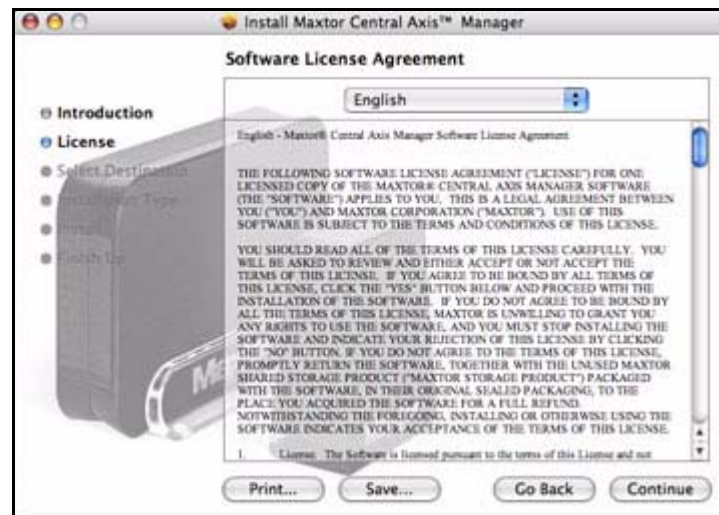 Install Maxtor Central Axis™ Manager
Software License Agreement
English
Introduction
License
Select Destination
Installation Type
Install
Finish Up
English - Maxtor® Central Axis Manager Software License Agreement
THE FOLLOWING SOFTWARE LICENSE AGREEMENT ("LICENSE") FOR ONE
LICENSED COPY OF THE MAXTOR® CENTRAL AXIS MANAGER SOFTWARE
(THE "SOFTWARE") APPLIES TO YOU. THIS IS A LEGAL AGREEMENT BETWEEN
YOU ("YOU") AND MAXTOR CORPORATION ("MAXTOR"). USE OF THIS
SOFTWARE IS SUBJECT TO THE TERMS AND CONDITIONS OF THIS LICENSE.
YOU SHOULD READ ALL OF THE TERMS OF THIS LICENSE CAREFULLY. YOU
WILL BE ASKED TO REVIEW AND EITHER ACCEPT OR NOT ACCEPT THE
TERMS OF THIS LICENSE. IF YOU AGREE TO BE BOUND BY ALL TERMS OF
THIS LICENSE, CLICK THE "YES" BUTTON BELOW AND PROCEED WITH THE
INSTALLATION OF THE SOFTWARE. IF YOU DO NOT AGREE TO BE BOUND BY
ALL THE TERMS OF THIS LICENSE, MAXTOR IS UNWILLING TO GRANT YOU
ANY RIGHTS TO USE THE SOFTWARE, AND YOU MUST STOP INSTALLING THE
SOFTWARE AND INDICATE YOUR REJECTION OF THIS LICENSE BY CLICKING
THE "NO" BUTTON. IF YOU DO NOT AGREE TO THE TERMS OF THIS LICENSE,
PROMPTLY RETURN THE SOFTWARE, TOGETHER WITH THE UNUSED MAXTOR
SHARED STORAGE PRODUCT ("MAXTOR STORAGE PRODUCT") PACKAGED
WITH THE SOFTWARE, IN THEIR ORIGINAL SEALED PACKAGING, TO THE
PLACE YOU ACQUIRED THE SOFTWARE FOR A FULL REFUND.
NOTWITHSTANDING THE FOREGOING, INSTALLING OR OTHERWISE USING THE
SOFTWARE INDICATES YOUR ACCEPTANCE OF THE TERMS OF THIS LICENSE.
1. License. The Software is licensed pursuant to the terms of this License and not
Print... Save... Go Back Continue